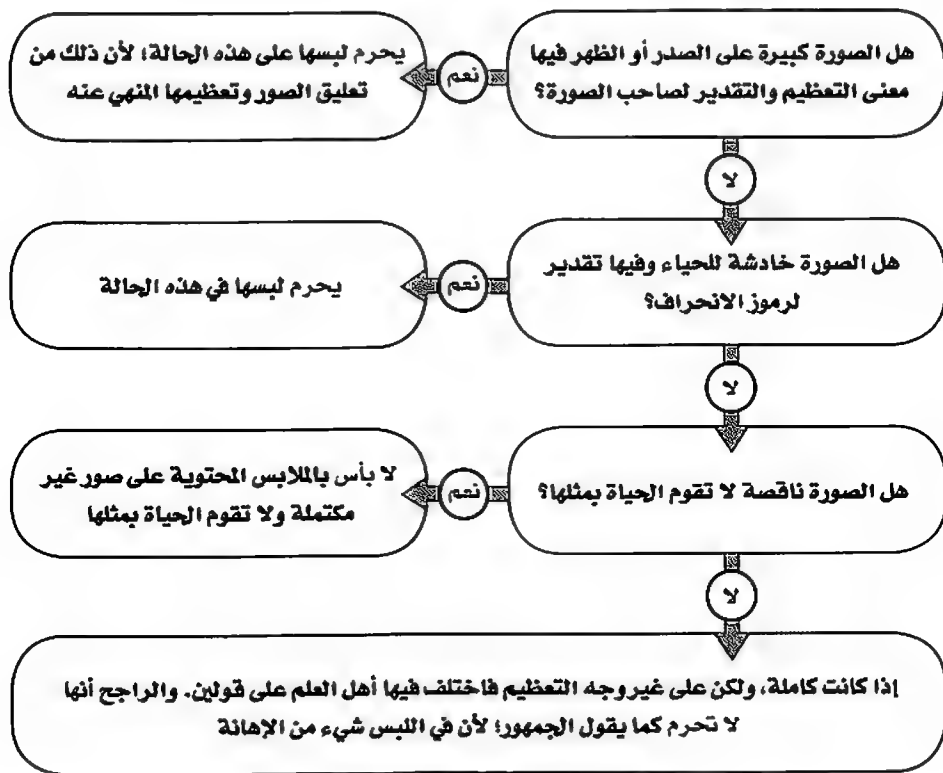 هل الصورة كبيرة على الصدر أو الظهر فيها
معنى التعظيم والتقدير لصاحب الصورة؟
نعم
يحرم لبسها على هذه الحالة؛ لأن ذلك من
تعليق الصور وتعظيمها المنهي عنه
لا
هل الصورة خادشة للحياء وفيها تقدير
لرموز الانحراف؟
نعم
يحرم لبسها في هذه الحالة
لا
هل الصورة ناقصة لا تقوم الحياة بمثلها؟
نعم
لا بأس بالملابس المحتوية على صور غير
مكتملة ولا تقوم الحياة بمثلها
لا
إذا كانت كاملة، ولكن على غير وجه التعظيم فاختلف فيها أهل العلم على قولين. والراجح أنها
لا تحرم كما يقول الجمهور؛ لأن في اللبس شيء من الإهانة